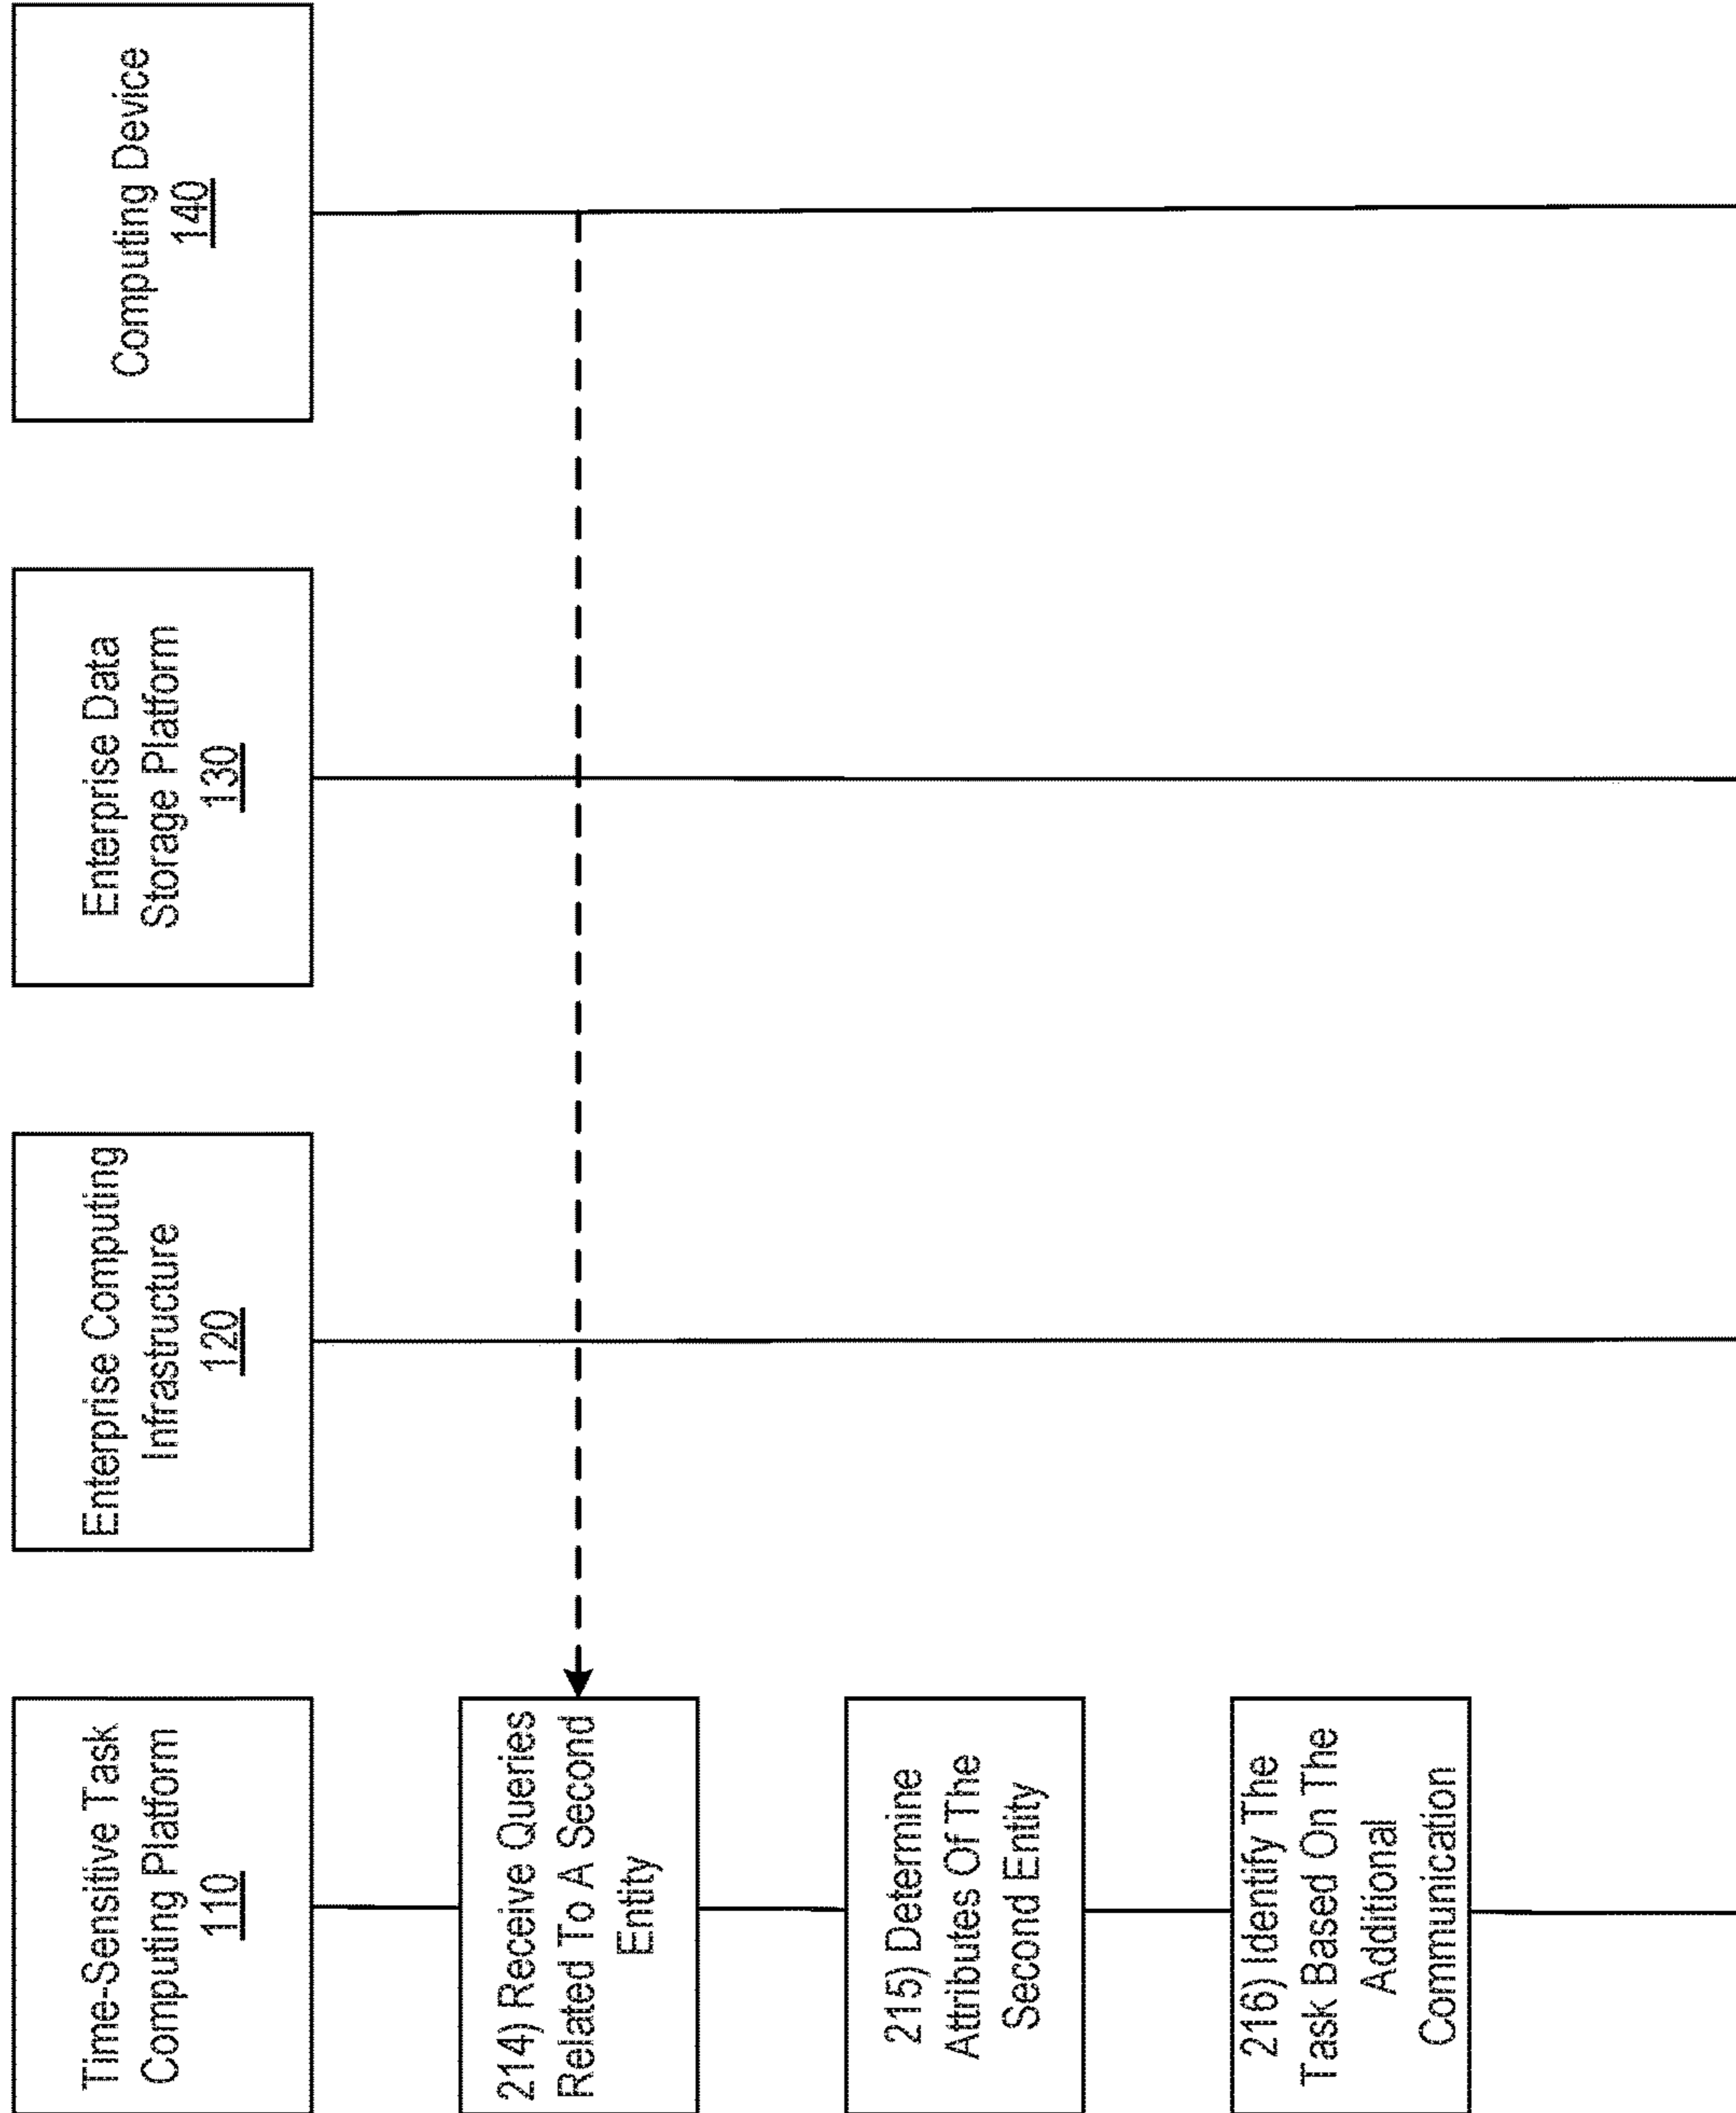 Time-Sensitive Task
Computing Platform
110
Enterprise Computing
Infrastructure
120
Enterprise Data
Storage Platform
130
Computing Device
140
214) Receive Queries
Related To A Second
Entity
215) Determine
Attributes Of The
Second Entity
216) Identify The
Task Based On The
Additional
Communication